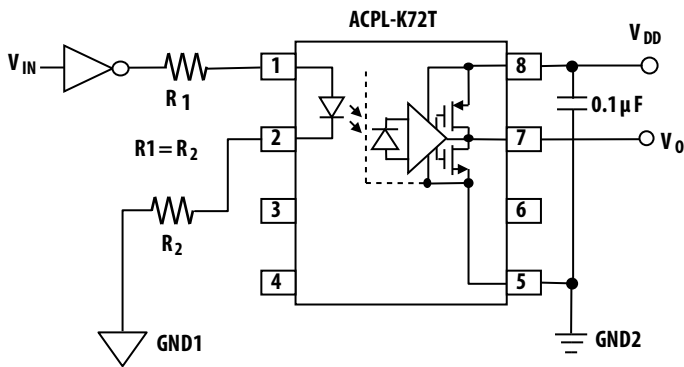 ACPL-K72T
V_IN
R_1
1
8
V_DD
0.1 µF
R1 = R_2
2
7
V_O
3
6
R_2
4
5
GND1
GND2